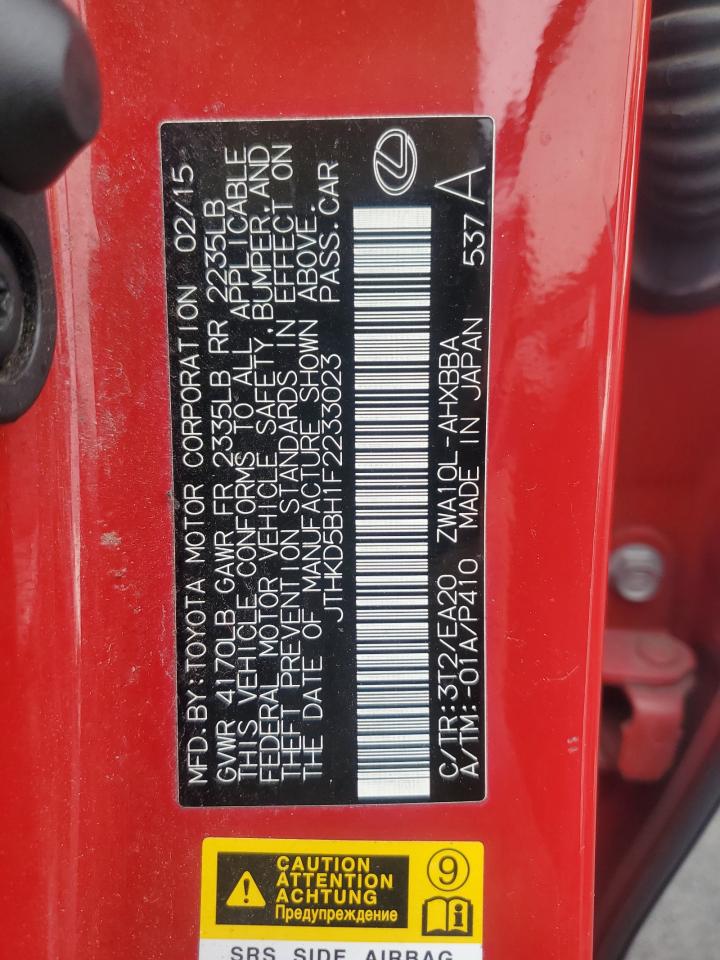 MFD.BY:TOYOTA MOTOR CORPORATION 02/15
GVWR 4170LB GAWR FR 2335LB RR 2235LB
THIS VEHICLE CONFORMS TO ALL APPLICABLE
FEDERAL MOTOR VEHICLE SAFETY,BUMPER,AND
THEFT PREVENTION STANDARDS IN EFFECT ON
THE DATE OF MANUFACTURE SHOWN ABOVE.
JTHKD5BH1F2233023 PASS.CAR
C/TR:3T2/EA20 ZWA10L-AHXBBA
A/TM:-01A/P410 MADE IN JAPAN 537 A
CAUTION
ATTENTION
ACHTUNG
Предупреждение
9
SRS SIDE AIRBAG